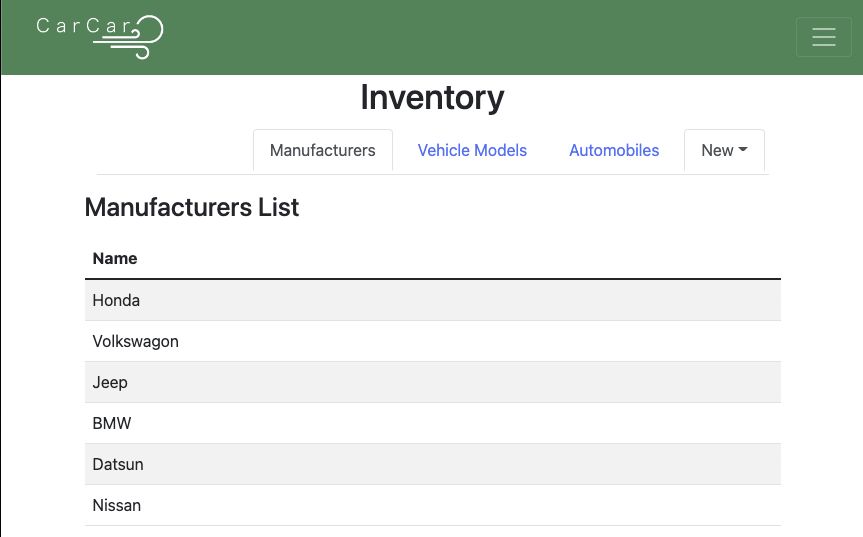 CarCar
Inventory
Manufacturers Vehicle Models Automobiles New
Manufacturers List
Name
Honda
Volkswagon
Jeep
BMW
Datsun
Nissan